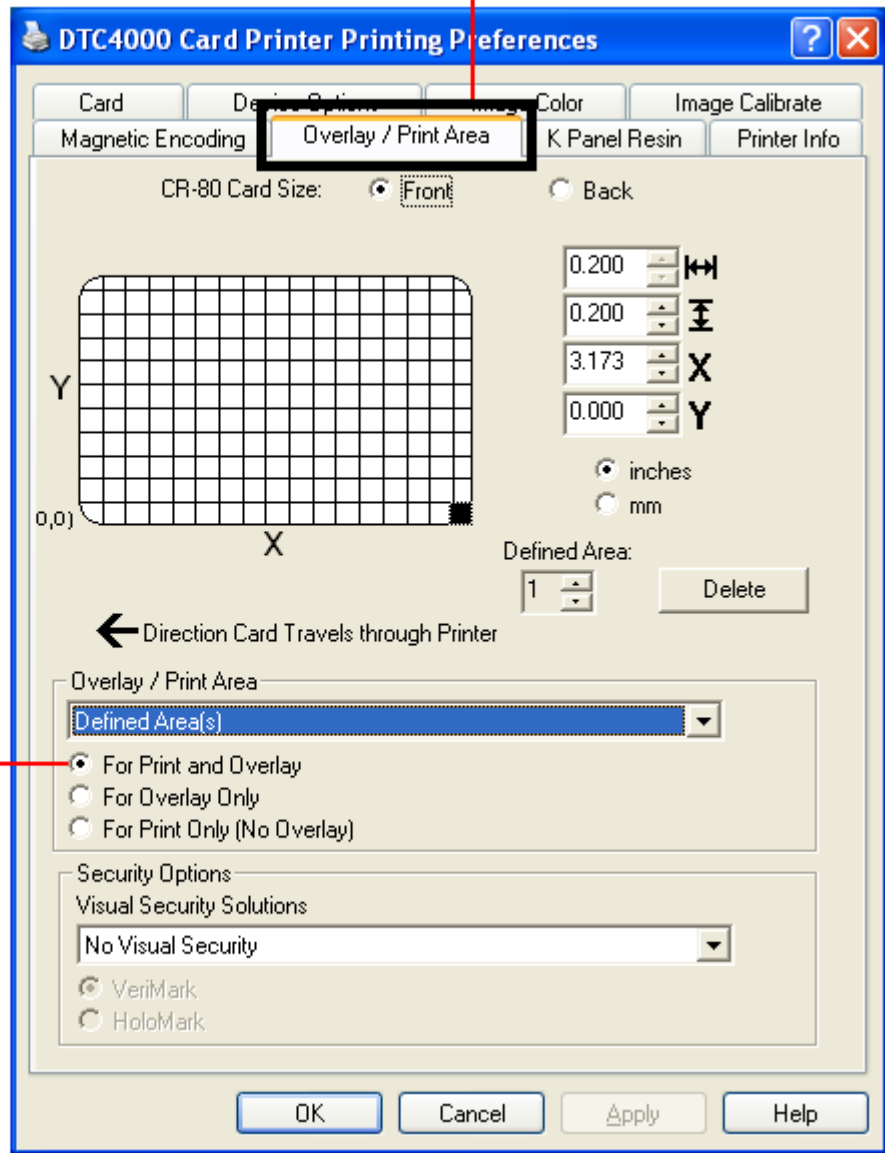 DTC4000 Card Printer Printing Preferences
Card Device Options Image Color Image Calibrate
Magnetic Encoding Overlay / Print Area K Panel Resin Printer Info
CR-80 Card Size: Front Back
0.200
0.200
3.173 X
0.000 Y
Y
inches
mm
0,0)
X
Defined Area:
1 Delete
Direction Card Travels through Printer
Overlay / Print Area
Defined Area(s)
For Print and Overlay
For Overlay Only
For Print Only (No Overlay)
Security Options
Visual Security Solutions
No Visual Security
VeriMark
HoloMark
OK Cancel Apply Help